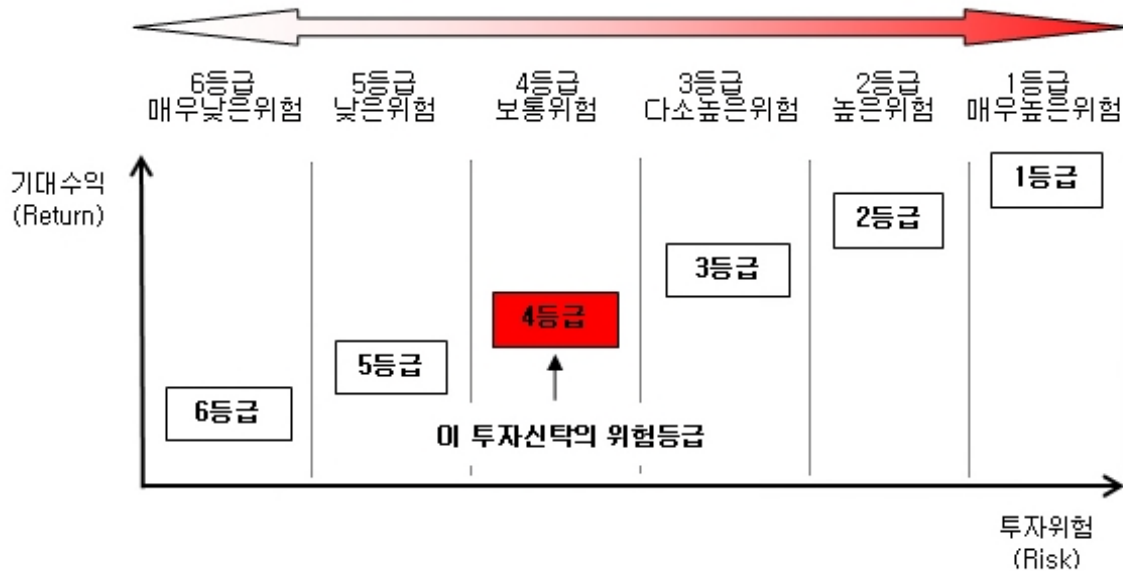 6등급 5등급 4등급 3등급 2등급 1등급
매우낮은위험 낮은위험 보통위험 다소높은위험 높은위험 매우높은위험
기대수익
(Return)
1등급
2등급
3등급
4등급
5등급
6등급
이 투자신탁의 위험등급
투자위험
(Risk)